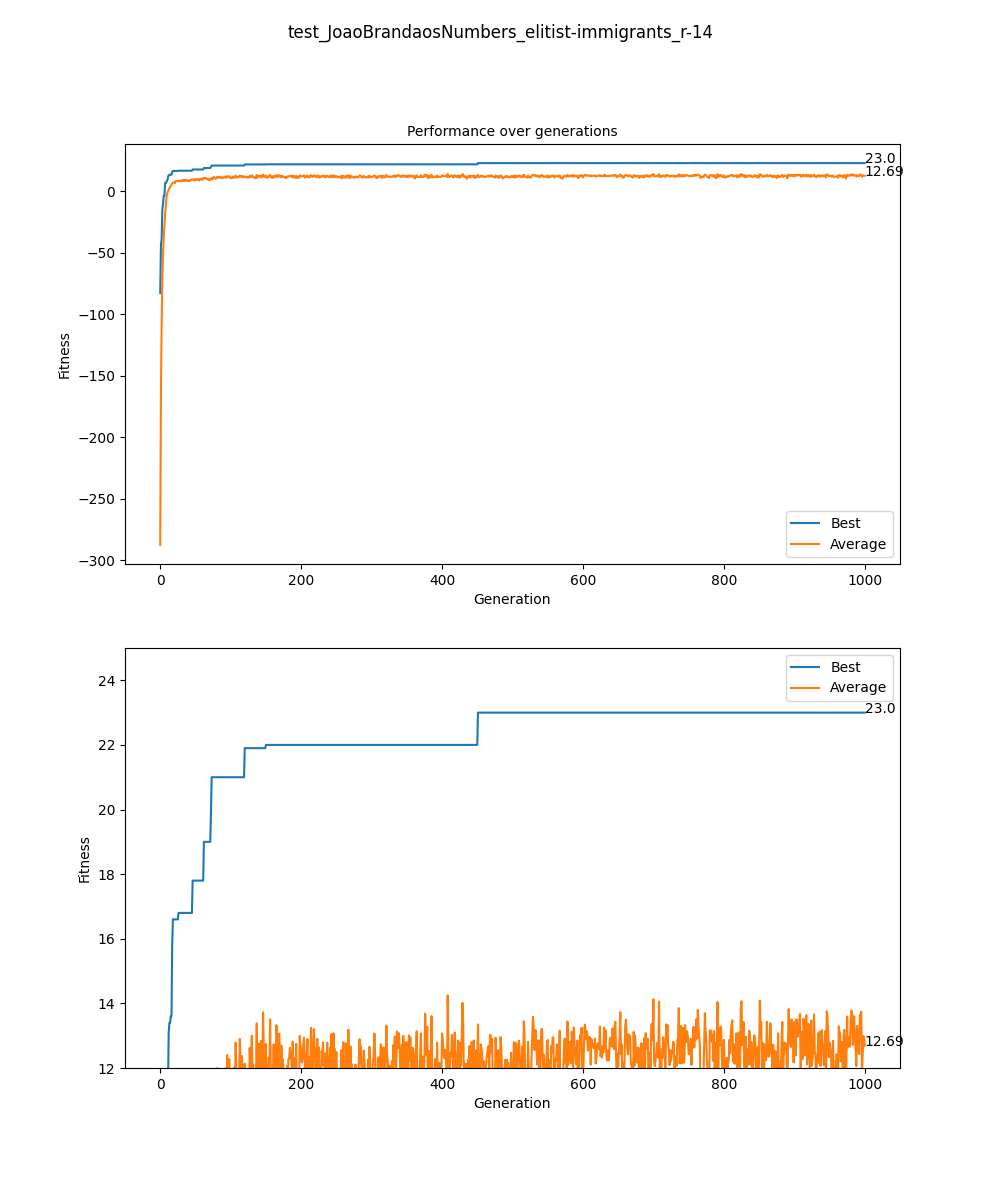 test_JoaoBrandaosNumbers_elitist-immigrants_r-14
Performance over generations
23.0
12.69
0
−50
−100
−150
−200
−250
−300
Fitness
Best
Average
0 200 400 600 800 1000
Generation
24
22
20
18
16
14
12
Fitness
Best
Average
23.0
12.69
0 200 400 600 800 1000
Generation